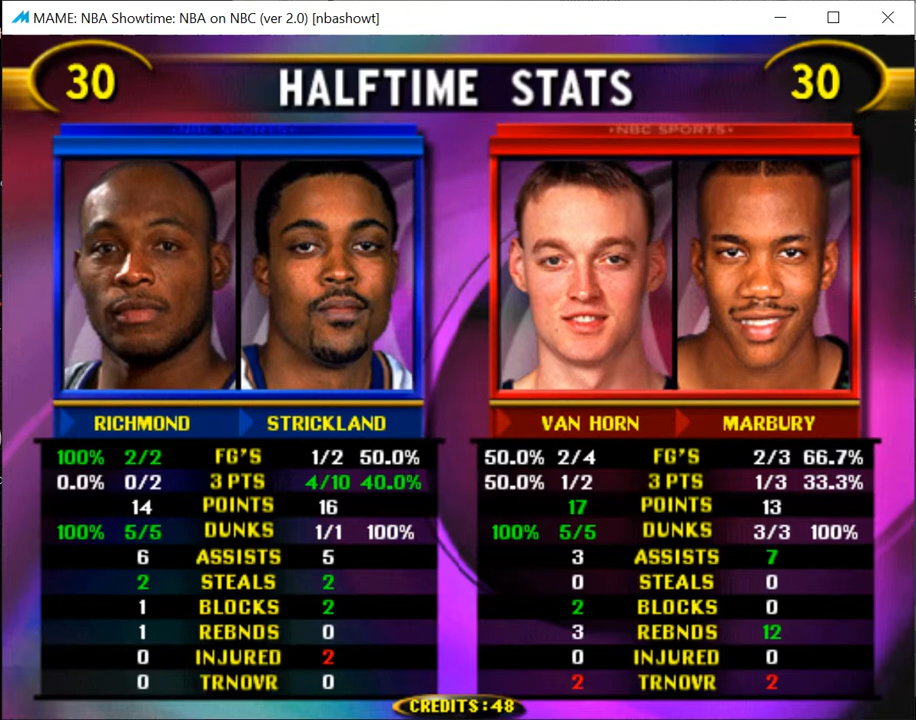 MAME: NBA Showtime: NBA on NBC (ver 2.0) [nbashowt]
30 HALFTIME STATS 30
NBC SPORTS
NBC SPORTS
RICHMOND STRICKLAND
VAN HORN MARBURY
100% 2/2 FG'S 1/2 50.0%
0.0% 0/2 3 PTS 4/10 40.0%
14 POINTS 16
100% 5/5 DUNKS 1/1 100%
6 ASSISTS 5
2 STEALS 2
1 BLOCKS 2
1 REBNDS 0
0 INJURED 2
0 TRNOVR 0
50.0% 2/4 FG'S 2/3 66.7%
50.0% 1/2 3 PTS 1/3 33.3%
17 POINTS 13
100% 5/5 DUNKS 3/3 100%
3 ASSISTS 7
0 STEALS 0
2 BLOCKS 0
3 REBNDS 12
0 INJURED 0
2 TRNOVR 2
CREDITS:48